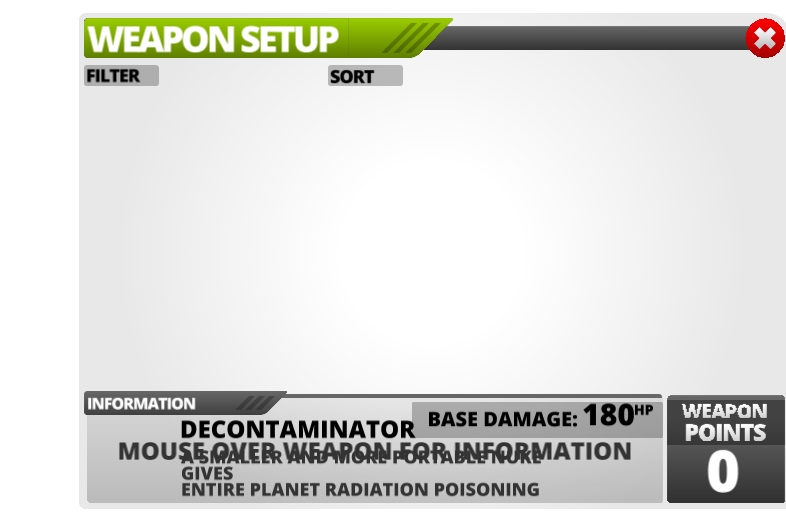 WEAPON SETUP
FILTER
SORT
INFORMATION
BASE DAMAGE: 180HP
DECONTAMINATOR
MOUSE OVER WEAPON FOR INFORMATION
A SMALLER AND MORE PORTABLE NUKE
GIVES
ENTIRE PLANET RADIATION POISONING
WEAPON
POINTS
0